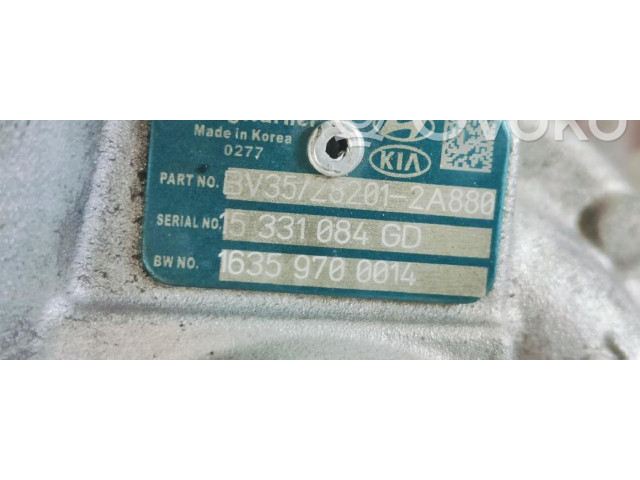 Made in Korea
0277
KIA
PART NO. BV35/28201-2A880
SERIAL NO. 15 331 084 GD
BW NO. 1635 970 0014